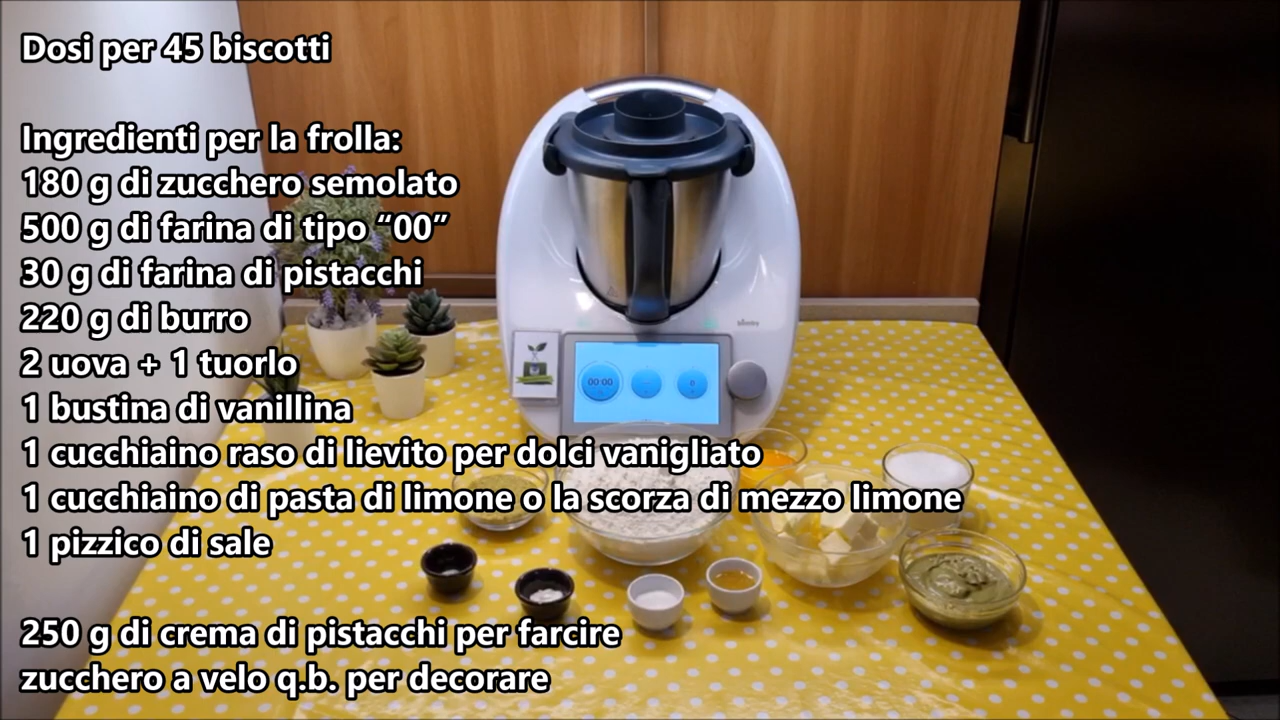 Dosi per 45 biscotti
Ingredienti per la frolla:
180 g di zucchero semolato
500 g di farina di tipo “00”
30 g di farina di pistacchi
220 g di burro
2 uova + 1 tuorlo
1 bustina di vanillina
1 cucchiaino raso di lievito per dolci vanigliato
1 cucchiaino di pasta di limone o la scorza di mezzo limone
1 pizzico di sale
250 g di crema di pistacchi per farcire
zucchero a velo q.b. per decorare
bimby
00:00